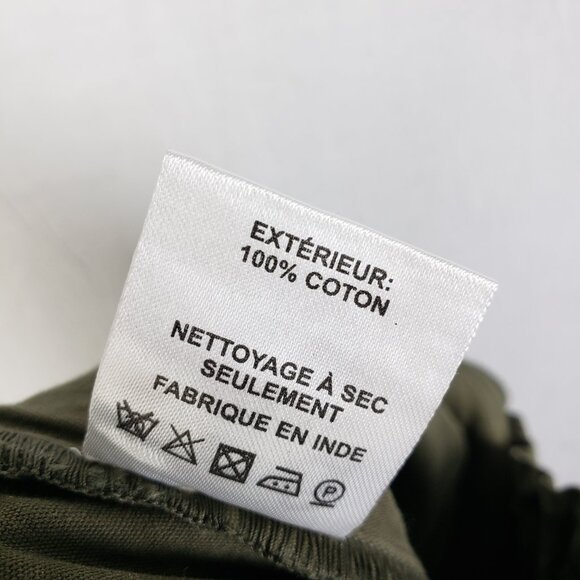 EXTÉRIEUR:
100% COTON
NETTOYAGE À SEC
SEULEMENT
FABRIQUE EN INDE
P